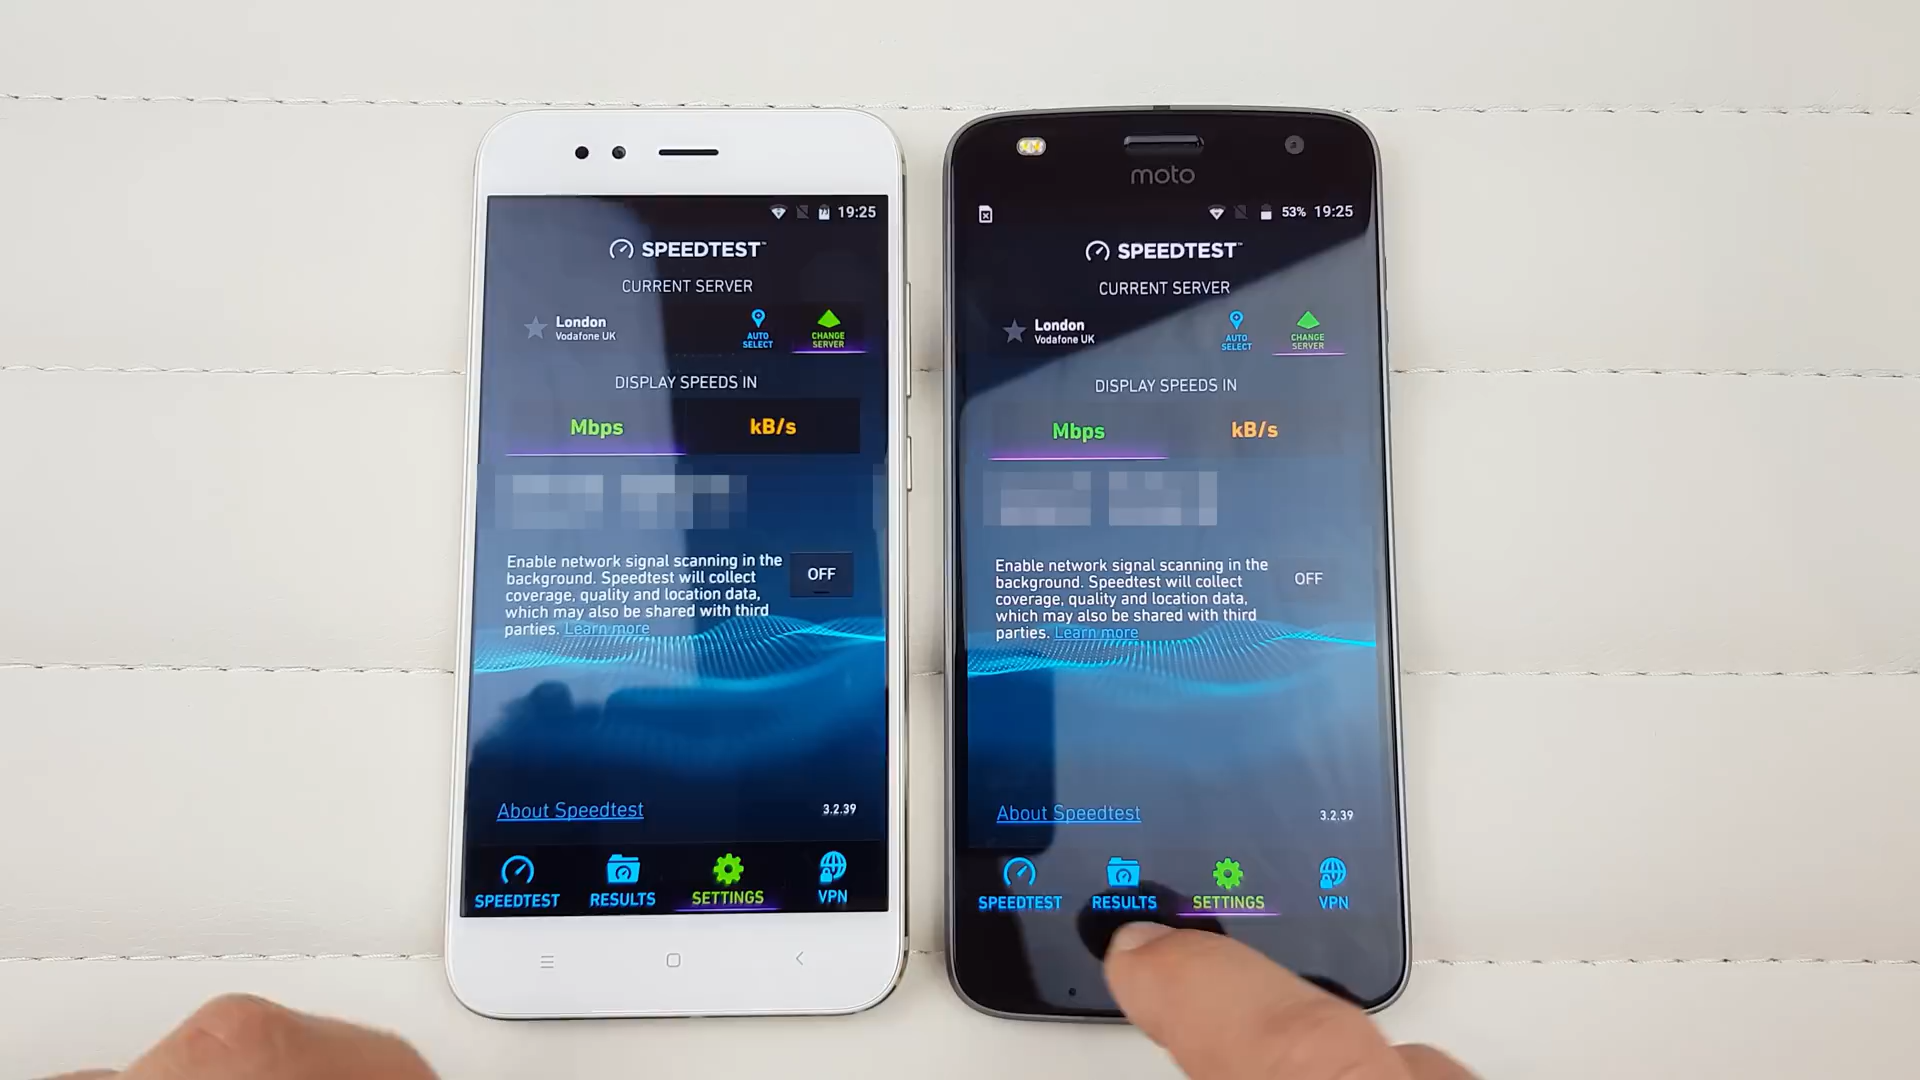 19:25
SPEEDTEST™
CURRENT SERVER
London
Vodafone UK
AUTO
SELECT
CHANGE
SERVER
DISPLAY SPEEDS IN
Mbps
kB/s
Enable network signal scanning in the
background. Speedtest will collect
coverage, quality and location data,
which may also be shared with third
parties. Learn more
OFF
About Speedtest
3.2.39
SPEEDTEST
RESULTS
SETTINGS
VPN
moto
53% 19:25
SPEEDTEST™
CURRENT SERVER
London
Vodafone UK
AUTO
SELECT
CHANGE
SERVER
DISPLAY SPEEDS IN
Mbps
kB/s
Enable network signal scanning in the
background. Speedtest will collect
coverage, quality and location data,
which may also be shared with third
parties. Learn more
OFF
About Speedtest
3.2.39
SPEEDTEST
RESULTS
SETTINGS
VPN